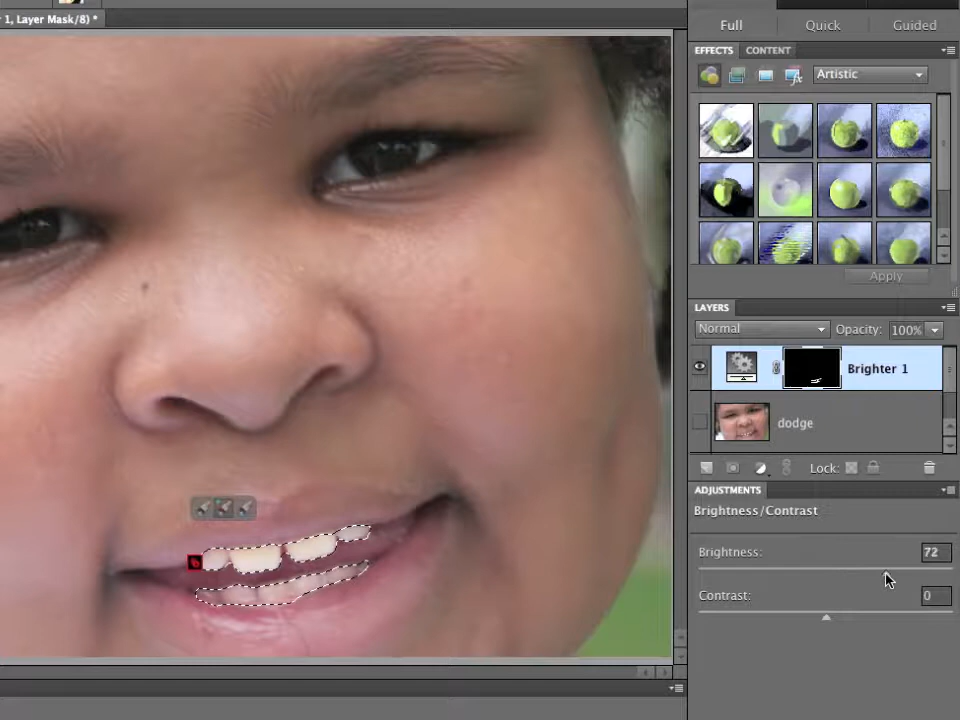 1, Layer Mask/8) *
Full Quick Guided
EFFECTS CONTENT
Artistic
Apply
LAYERS
Normal Opacity: 100%
Brighter 1
dodge
Lock:
ADJUSTMENTS
Brightness/Contrast
Brightness: 72
Contrast: 0